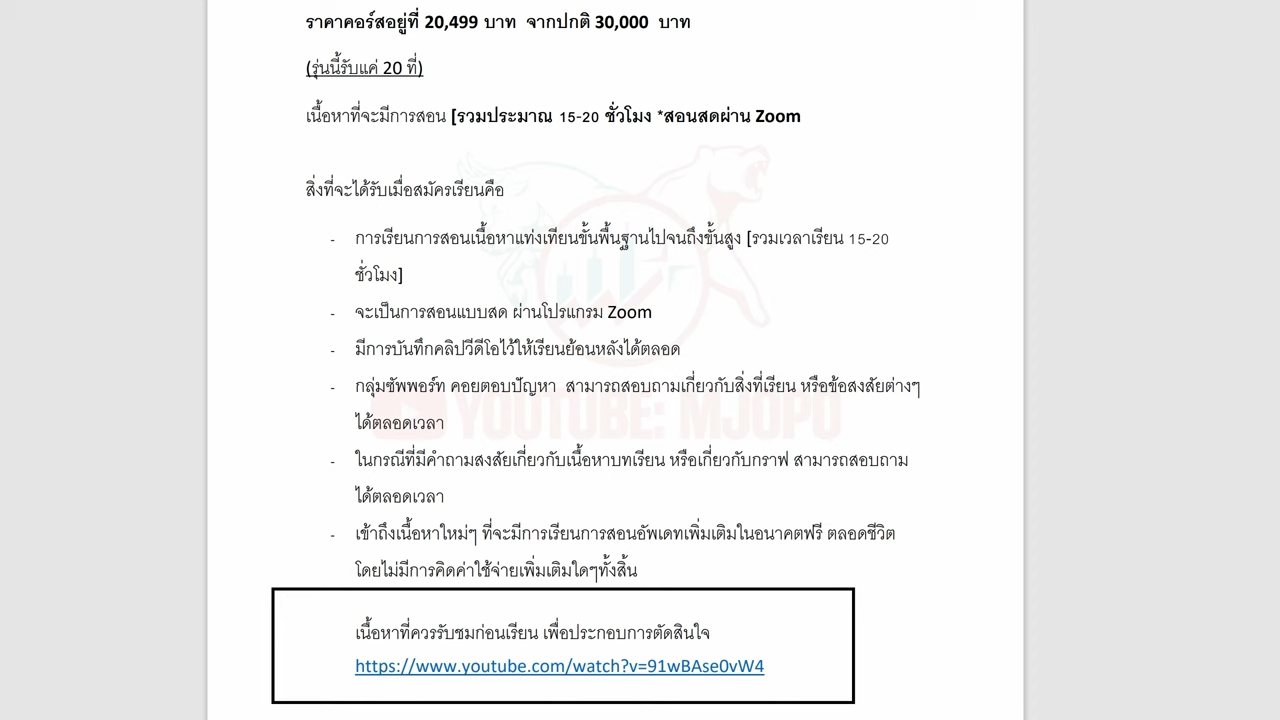 ราคาคอร์สอยู่ที่ 20,499 บาท จากปกติ 30,000 บาท
(รุ่นนี้รับแค่ 20 ที่)
เนื้อหาที่จะมีการสอน [รวมประมาณ 15-20 ชั่วโมง *สอนสดผ่าน Zoom
สิ่งที่จะได้รับเมื่อสมัครเรียนคือ
- การเรียนการสอนเนื้อหาแท่งเทียนขั้นพื้นฐานไปจนถึงขั้นสูง [รวมเวลาเรียน 15-20
ชั่วโมง]
- จะเป็นการสอนแบบสด ผ่านโปรแกรม Zoom
- มีการบันทึกคลิปวีดีโอไว้ให้เรียนย้อนหลังได้ตลอด
- กลุ่มซัพพอร์ท คอยตอบปัญหา สามารถสอบถามเกี่ยวกับสิ่งที่เรียน หรือข้อสงสัยต่างๆ
YOUTUBE: MJOPU
ได้ตลอดเวลา
- ในกรณีที่มีคำถามสงสัยเกี่ยวกับเนื้อหาบทเรียน หรือเกี่ยวกับกราฟ สามารถสอบถาม
ได้ตลอดเวลา
- เข้าถึงเนื้อหาใหม่ๆ ที่จะมีการเรียนการสอนอัพเดทเพิ่มเติมในอนาคตฟรี ตลอดชีวิต
โดยไม่มีการคิดค่าใช้จ่ายเพิ่มเติมใดๆทั้งสิ้น
เนื้อหาที่ควรรับชมก่อนเรียน เพื่อประกอบการตัดสินใจ
https://www.youtube.com/watch?v=91wBAse0vW4